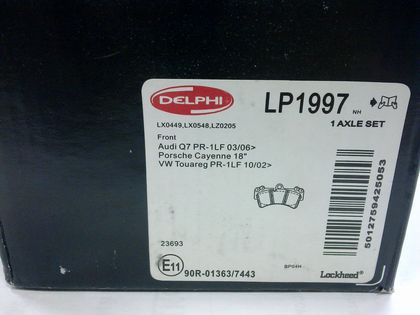 DELPHI
LP1997 NH
1 AXLE SET
LX0449,LX0548,LZ0205
Front
Audi Q7 PR-1LF 03/06>
Porsche Cayenne 18"
VW Touareg PR-1LF 10/02>
5012759425053
23693
E11
90R-01363/7443
BP04H
Lockheed